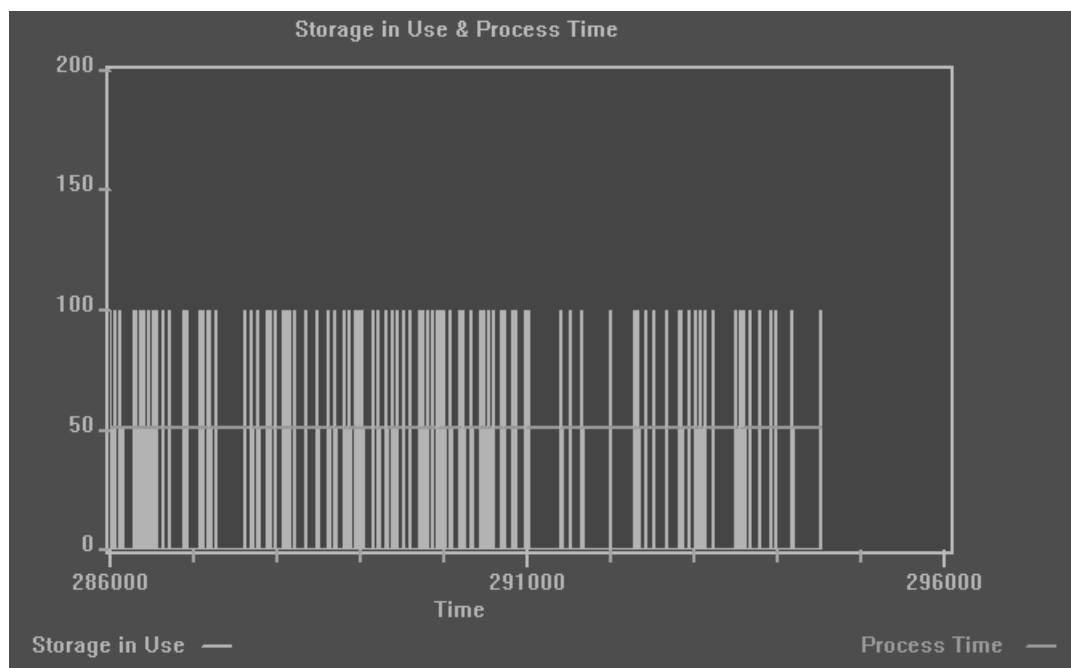 Storage in Use & Process Time
200
150
100
50
0
286000 291000 296000
Time
Storage in Use Process Time